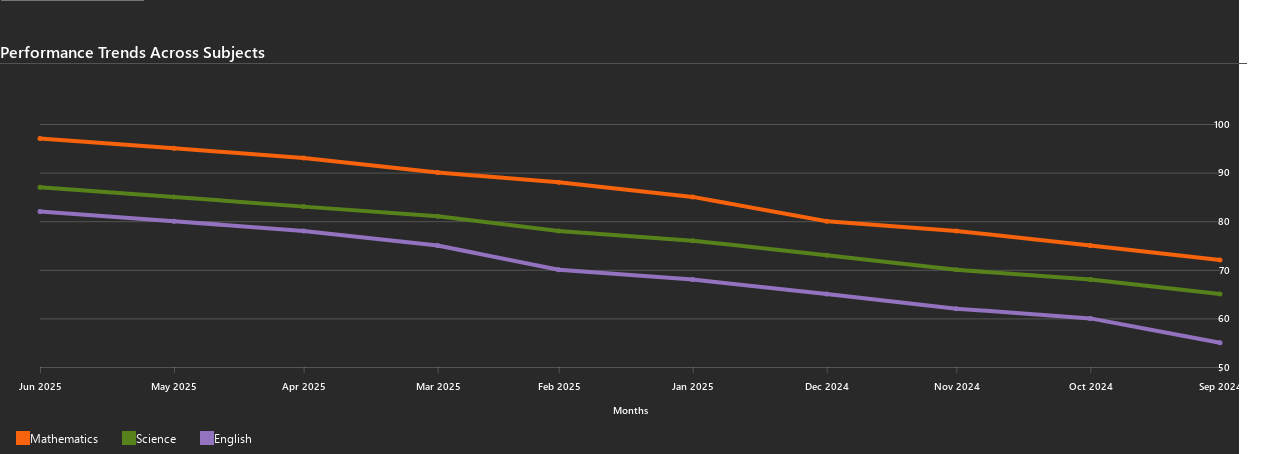 Performance Trends Across Subjects
100
90
80
70
60
50
Jun 2025 May 2025 Apr 2025 Mar 2025 Feb 2025 Jan 2025 Dec 2024 Nov 2024 Oct 2024 Sep 2024
Months
Mathematics Science English